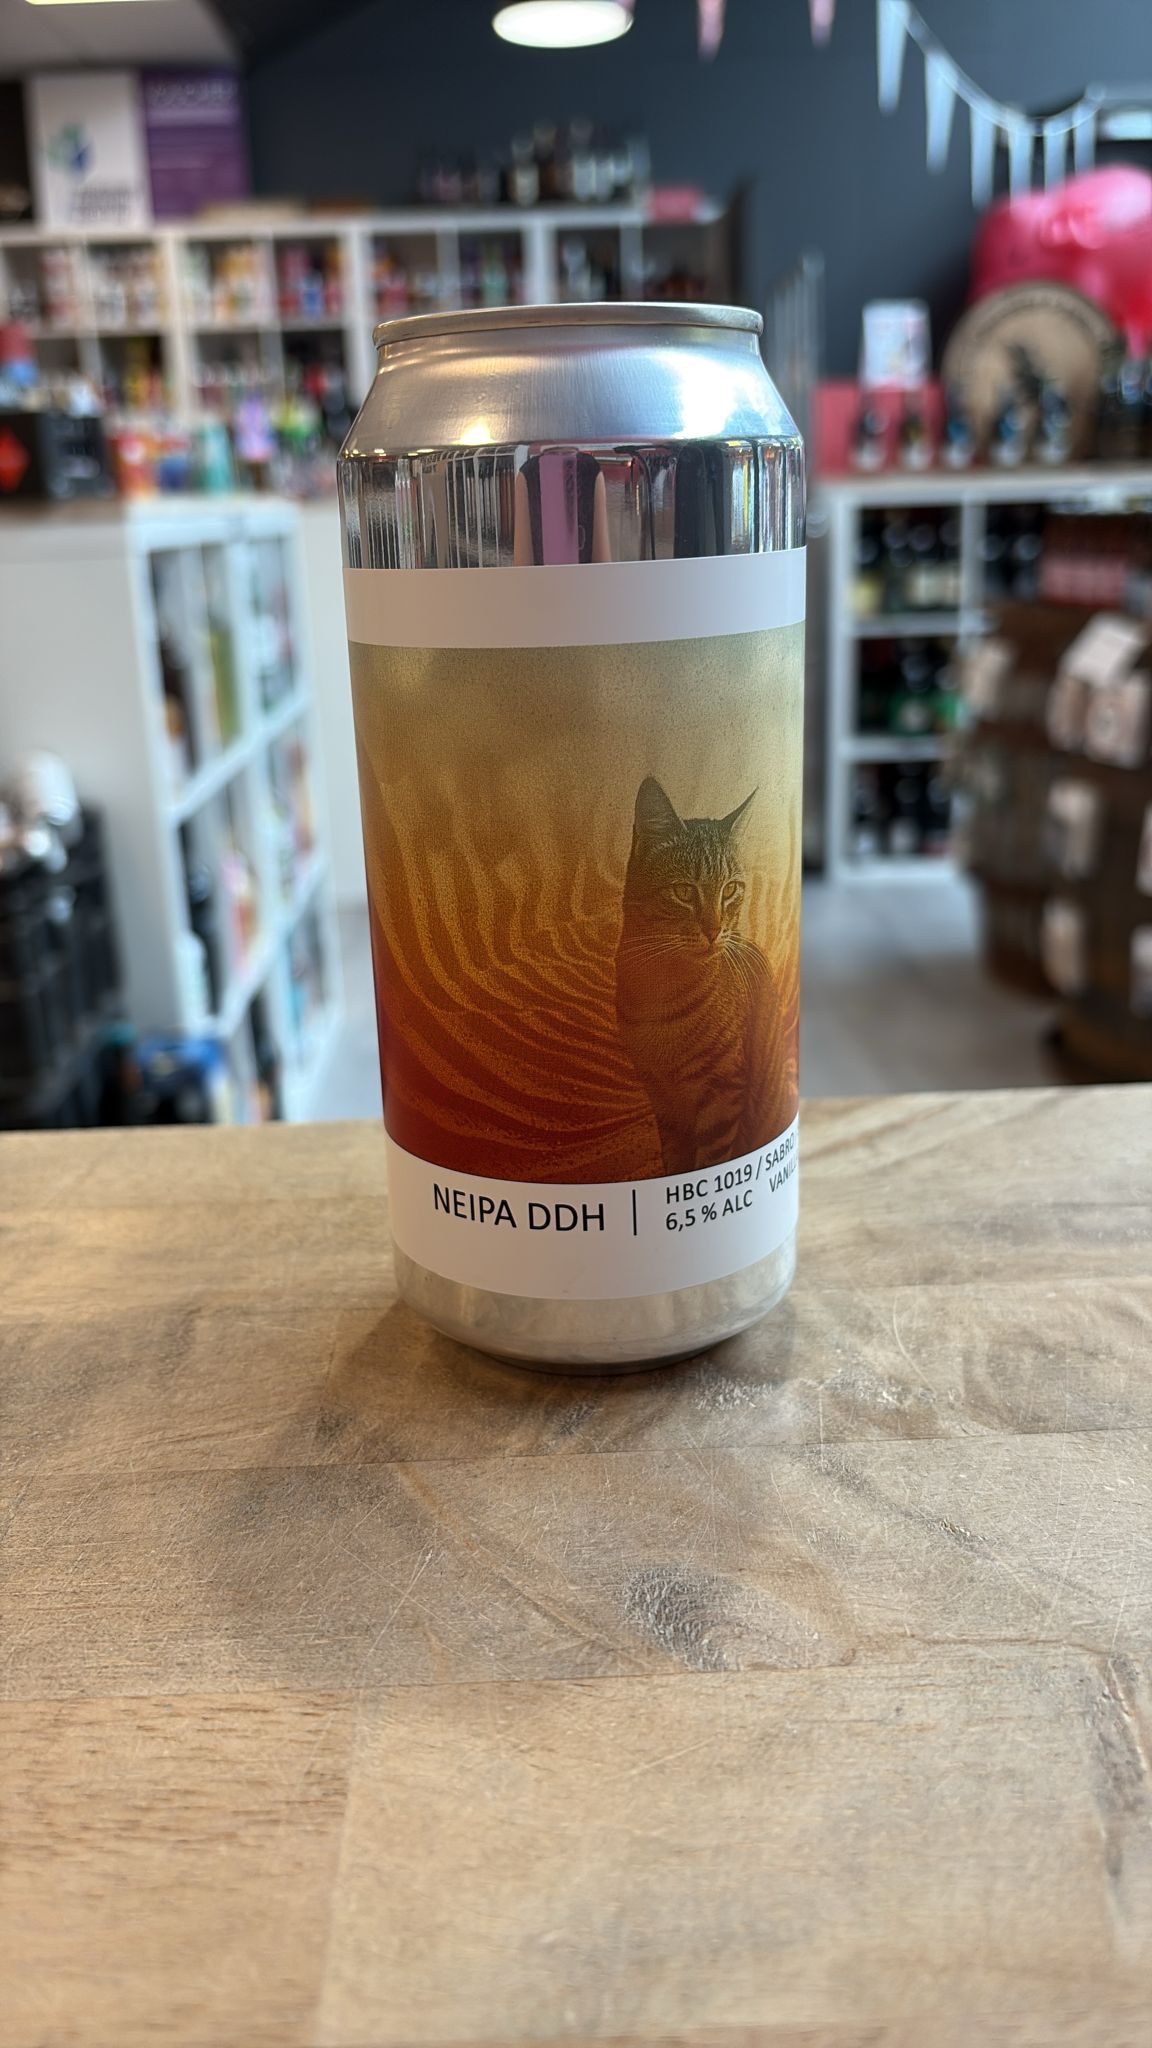 NEIPA DDH
HBC 1019 / SABRO
6,5 % ALC